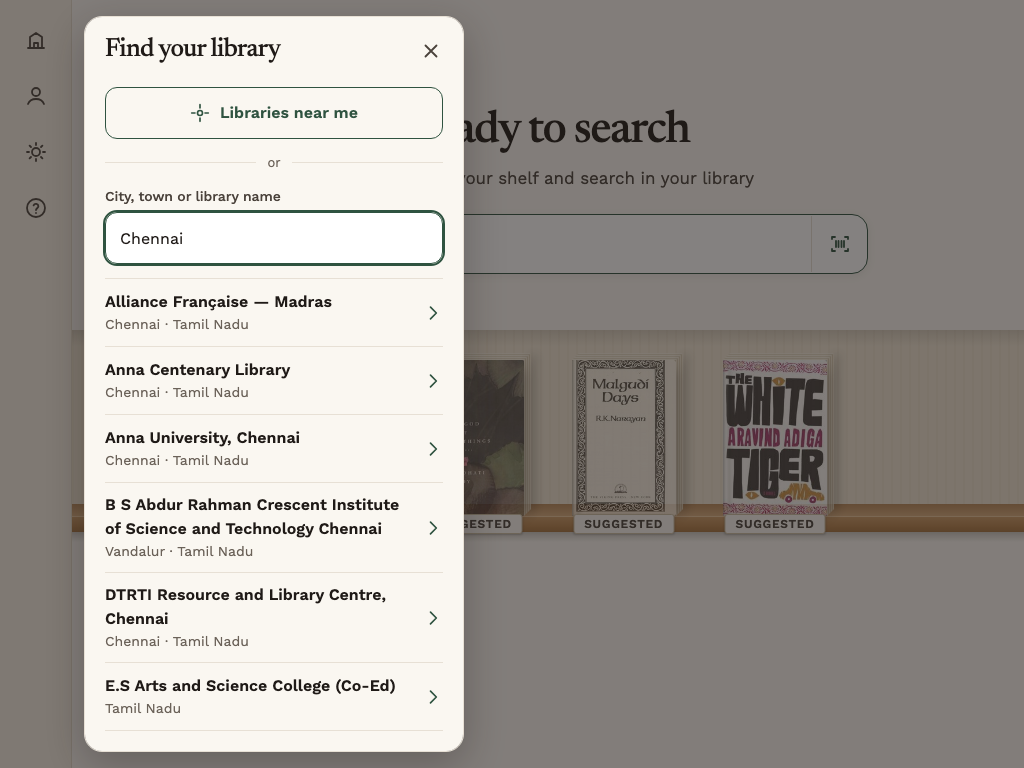 Find your library
Libraries near me
or
City, town or library name
Chennai
Alliance Française — Madras
Chennai · Tamil Nadu
Anna Centenary Library
Chennai · Tamil Nadu
Anna University, Chennai
Chennai · Tamil Nadu
B S Abdur Rahman Crescent Institute
of Science and Technology Chennai
Vandalur · Tamil Nadu
DTRTI Resource and Library Centre,
Chennai
Chennai · Tamil Nadu
E.S Arts and Science College (Co-Ed)
Tamil Nadu
ady to search
your shelf and search in your library
Malgudi
Days
R.K.Narayan
THE
WHITE
ARAVIND ADIGA
TIGER
GESTED
SUGGESTED
SUGGESTED